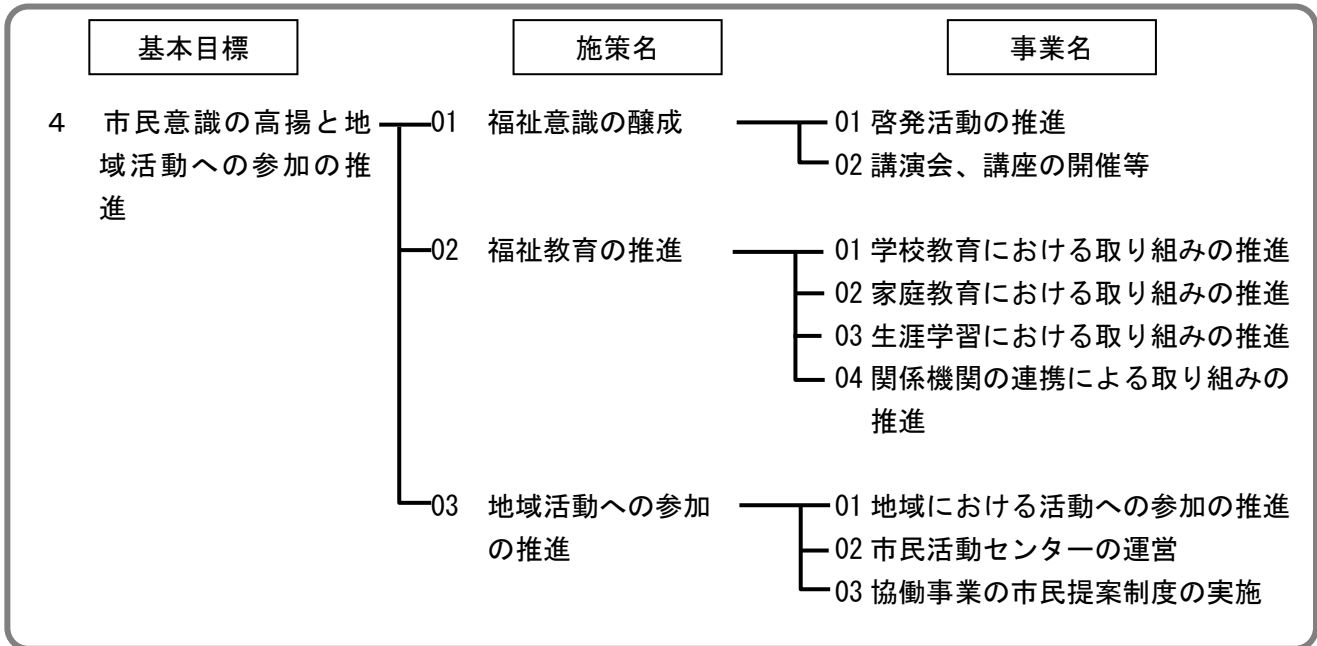 基本目標 施策名 事業名
4 市民意識の高揚と地 01 福祉意識の醸成 01 啓発活動の推進
域活動への参加の推 02 講演会、講座の開催等
進
02 福祉教育の推進 01 学校教育における取り組みの推進
02 家庭教育における取り組みの推進
03 生涯学習における取り組みの推進
04 関係機関の連携による取り組みの
推進
03 地域活動への参加 01 地域における活動への参加の推進
の推進 02 市民活動センターの運営
03 協働事業の市民提案制度の実施